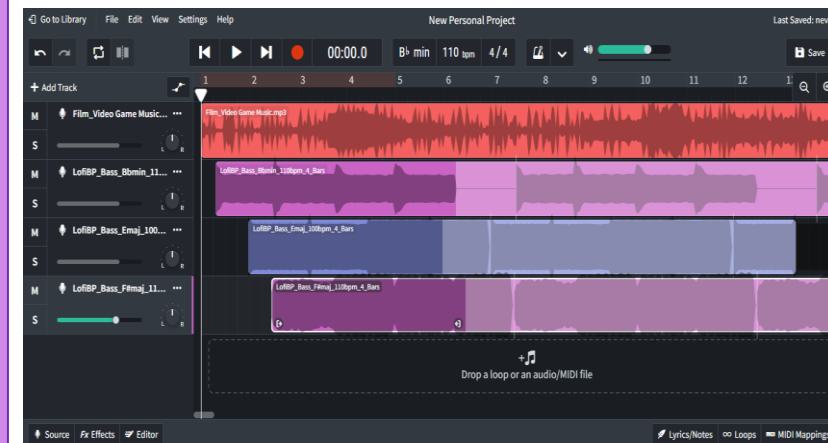 Go to Library File Edit View Settings Help New Personal Project Last Saved: new
00:00.0 B♭ min 110 bpm 4/4 Save
+ Add Track 1 2 3 4 5 6 7 8 9 10 11 12
M Film_Video Game Music... ••• Film_Video Game Music.mp3
S L R
M LofiBP_Bass_Bbmin_11... ••• LofiBP_Bass_Bbmin_110bpm_4_Bars
S L R
M LofiBP_Bass_Emaj_100... ••• LofiBP_Bass_Emaj_100bpm_4_Bars
S L R
M LofiBP_Bass_F#maj_11... ••• LofiBP_Bass_F#maj_110bpm_4_Bars
S L R
Drop a loop or an audio/MIDI file
Source Fx Effects Editor Lyrics/Notes Loops MIDI Mappings